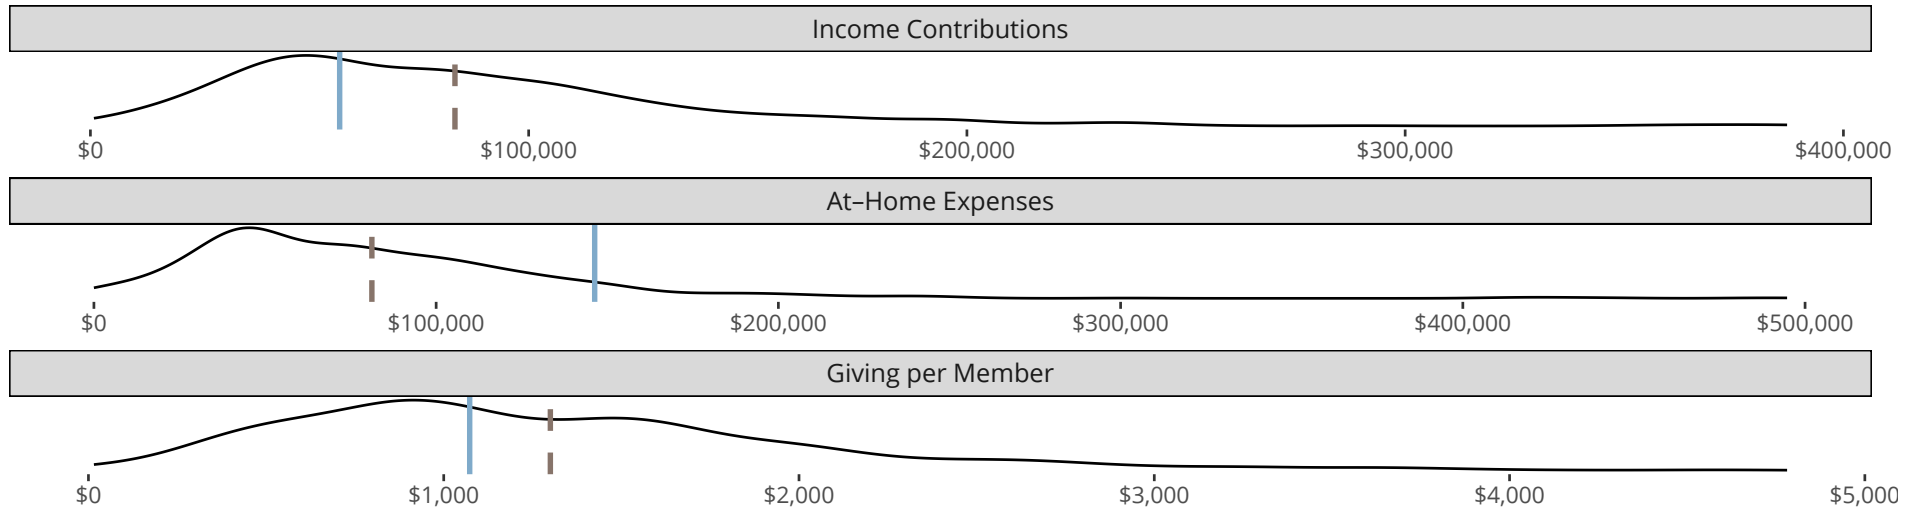 Income Contributions
$0 $100,000 $200,000 $300,000 $400,000
At–Home Expenses
$0 $100,000 $200,000 $300,000 $400,000 $500,000
Giving per Member
$0 $1,000 $2,000 $3,000 $4,000 $5,000